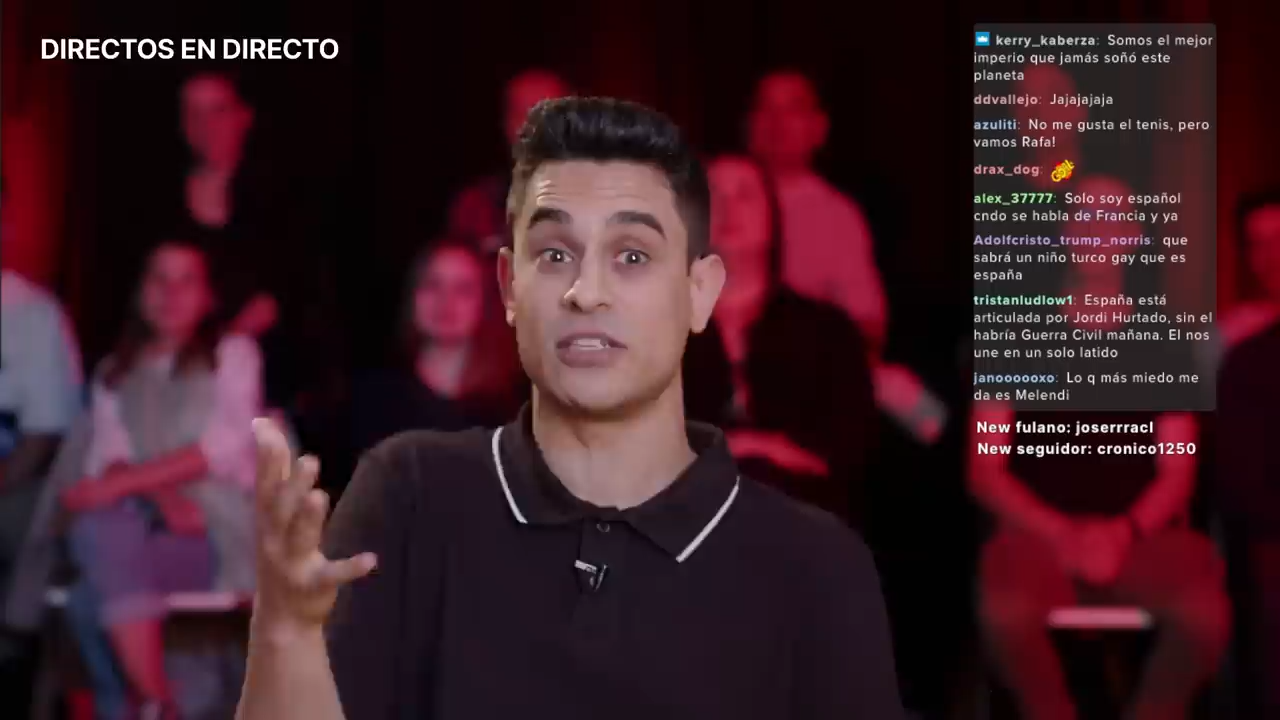 DIRECTOS EN DIRECTO
kerry_kaberza: Somos el mejor
imperio que jamás soñó este
planeta
ddvallejo: Jajajajaja
azuliti: No me gusta el tenis, pero
vamos Rafa!
drax_dog:
alex_37777: Solo soy español
cndo se habla de Francia y ya
Adolfcristo_trump_norris: que
sabrá un niño turco gay que es
españa
tristanludlow1: España está
articulada por Jordi Hurtado, sin el
habría Guerra Civil mañana. El nos
une en un solo latido
janoooooxo: Lo q más miedo me
da es Melendi
New fulano: joserrracl
New seguidor: cronico1250